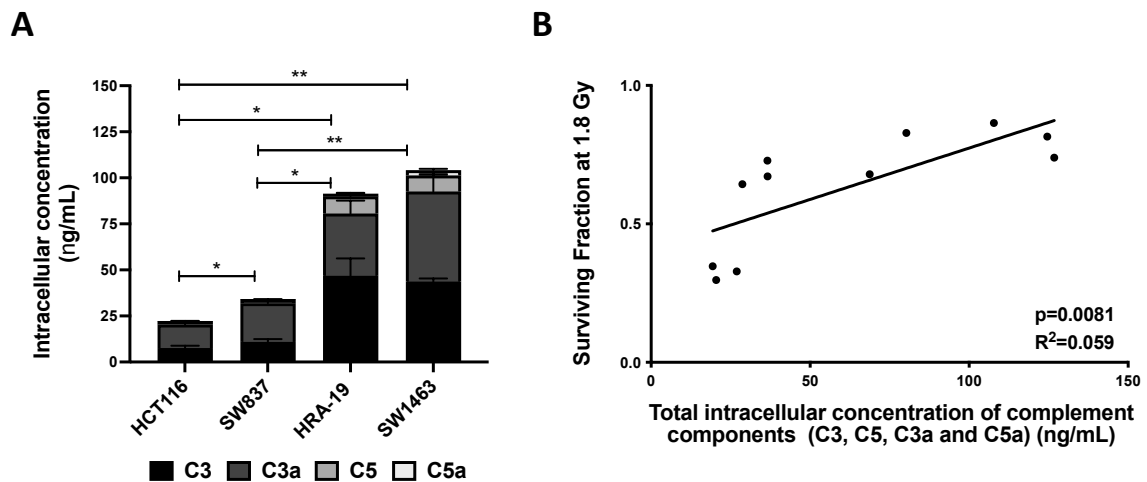 A
Intracellular concentration
(ng/mL)
150
125
100
75
50
25
0
**
*
**
*
*
HCT116
SW837
HRA-19
SW1463
C3 C3a C5 C5a
B
Surviving Fraction at 1.8 Gy
1.0
0.5
0.0
p=0.0081
R²=0.059
0 50 100 150
Total intracellular concentration of complement
components (C3, C5, C3a and C5a) (ng/mL)